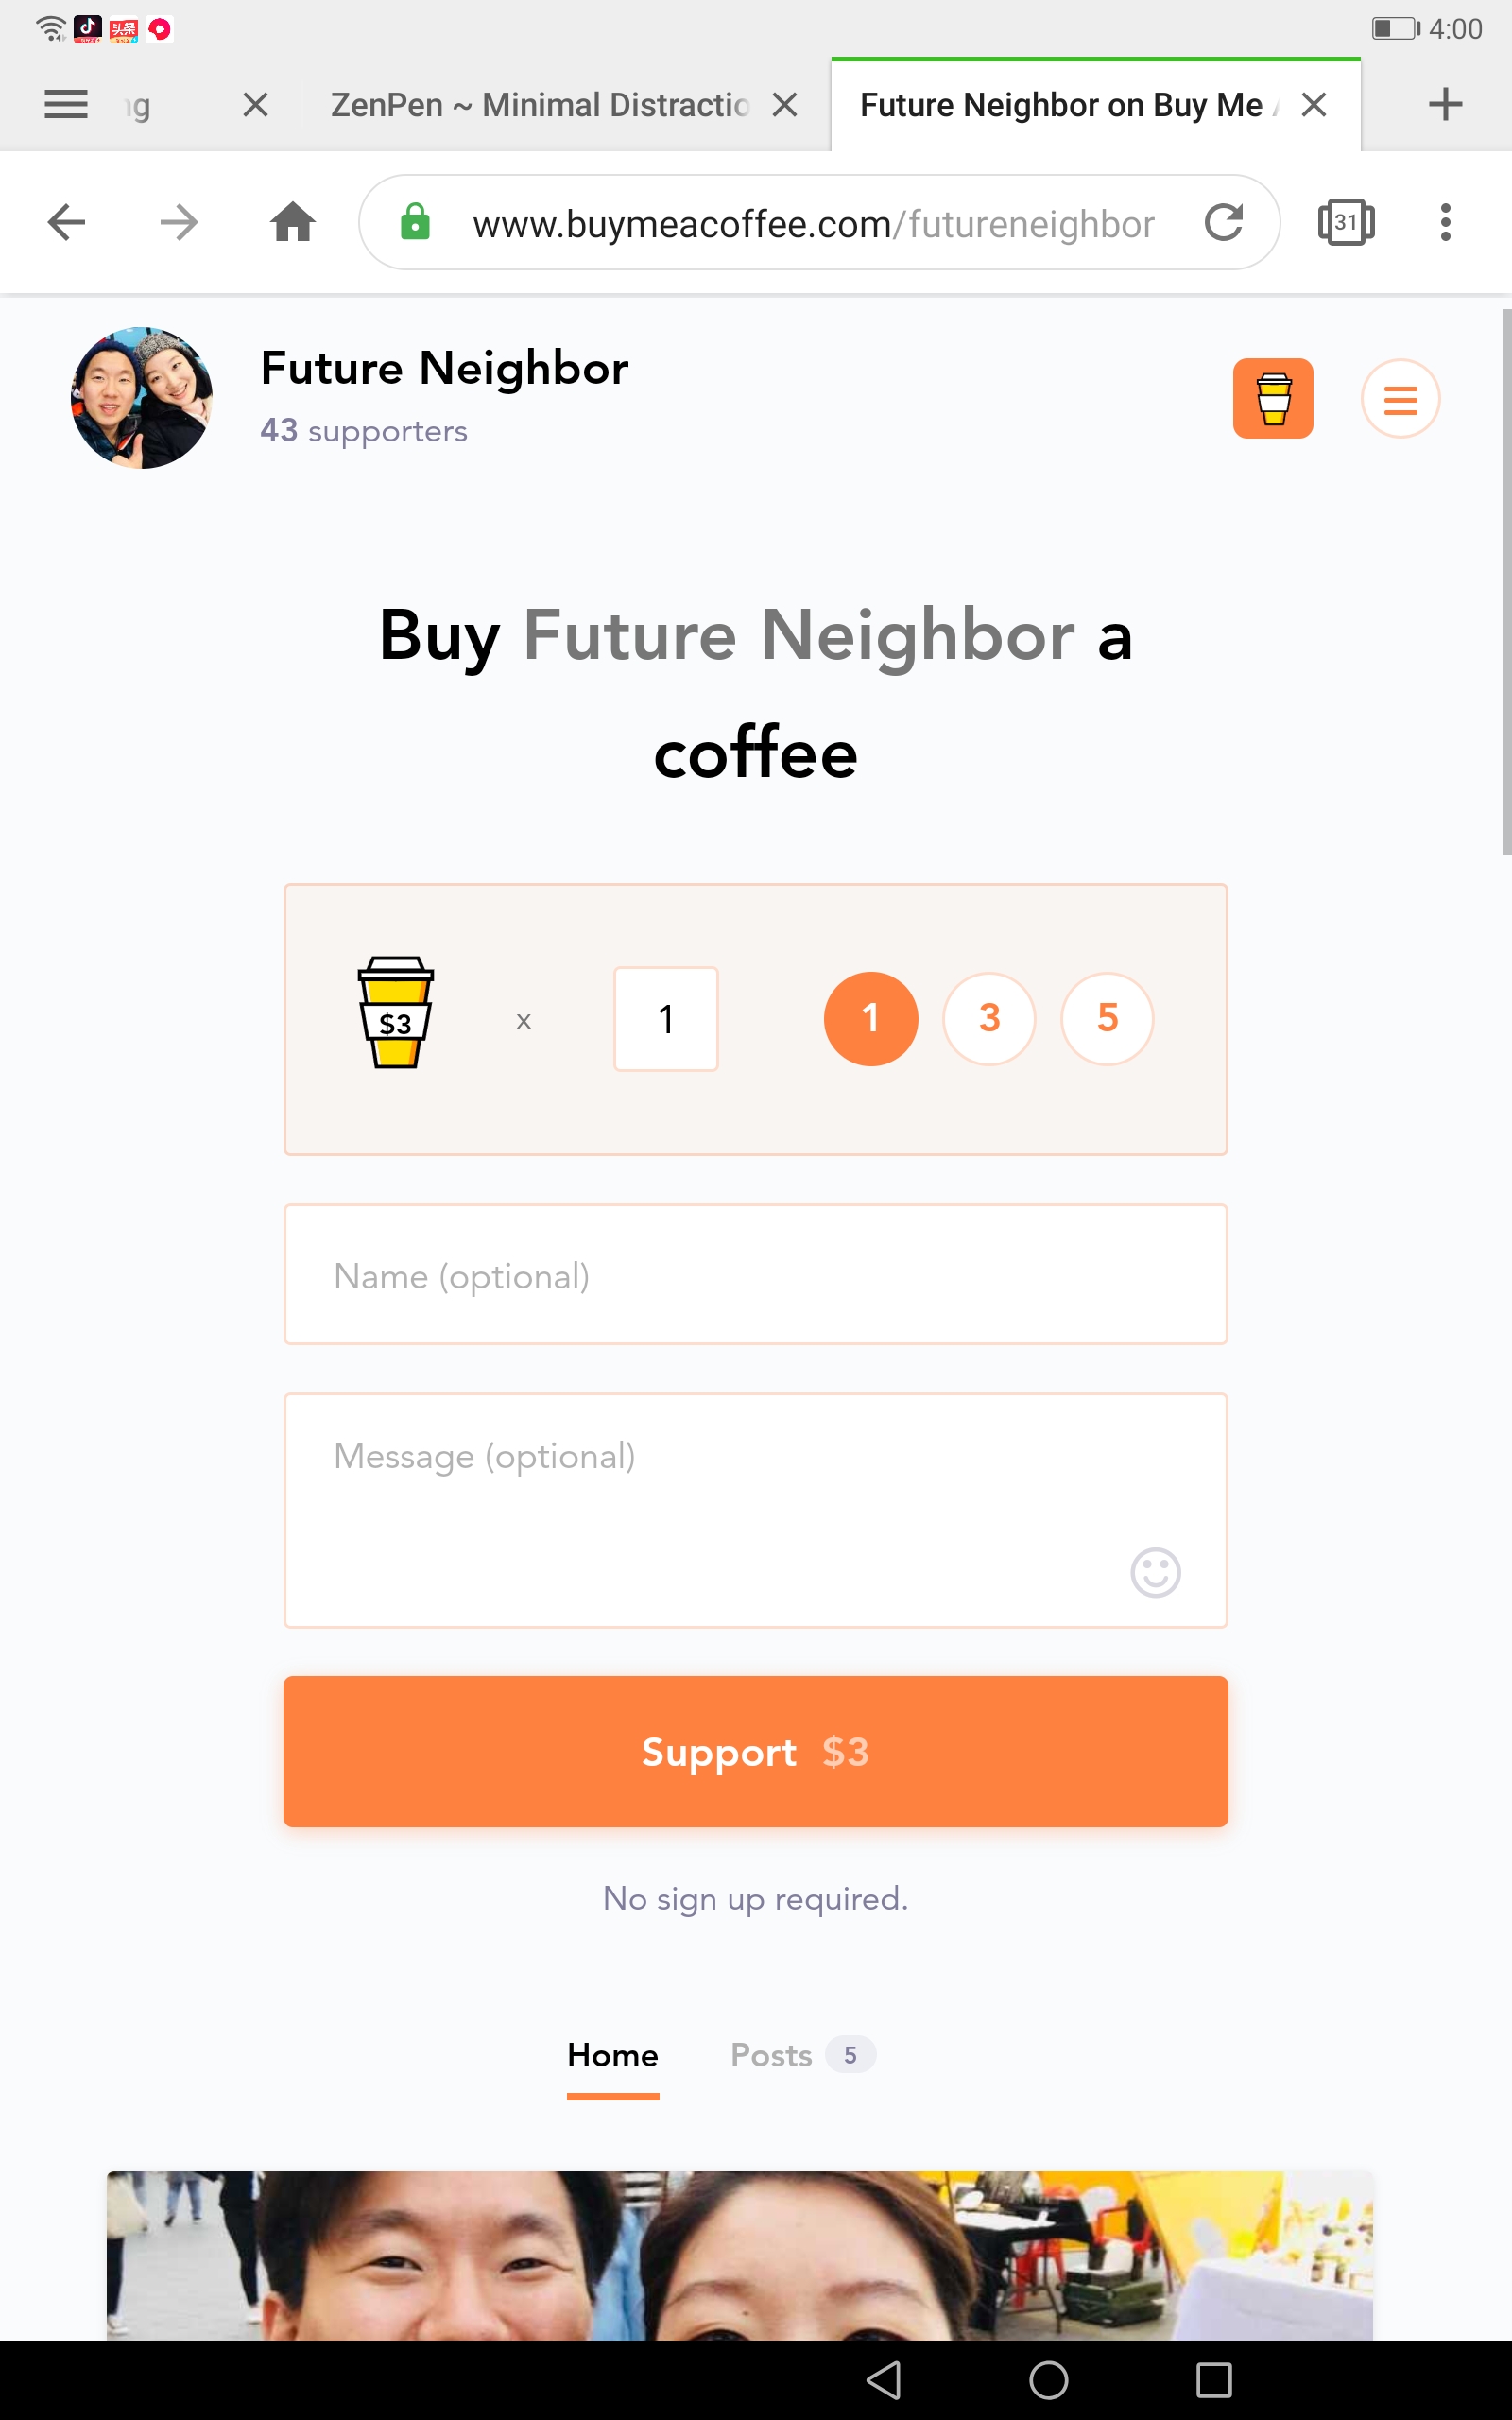 4:00
ng
ZenPen ~ Minimal Distractio
Future Neighbor on Buy Me
www.buymeacoffee.com/futureneighbor
31
Future Neighbor
43 supporters
Buy Future Neighbor a
coffee
$3 x 1 1 3 5
Name (optional)
Message (optional)
Support $3
No sign up required.
Home Posts 5